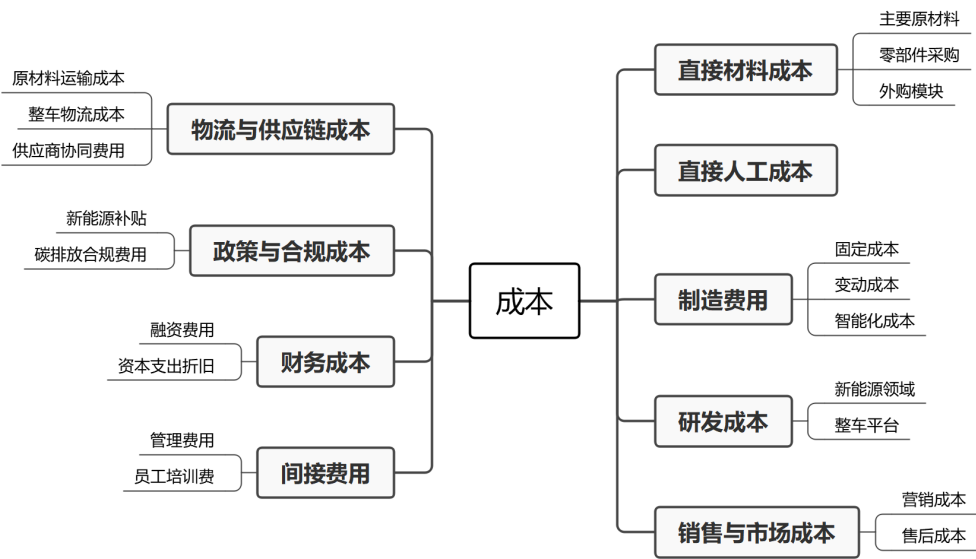 成本
直接材料成本
主要原材料
零部件采购
外购模块
直接人工成本
制造费用
固定成本
变动成本
智能化成本
研发成本
新能源领域
整车平台
销售与市场成本
营销成本
售后成本
物流与供应链成本
原材料运输成本
整车物流成本
供应商协同费用
政策与合规成本
新能源补贴
碳排放合规费用
财务成本
融资费用
资本支出折旧
间接费用
管理费用
员工培训费